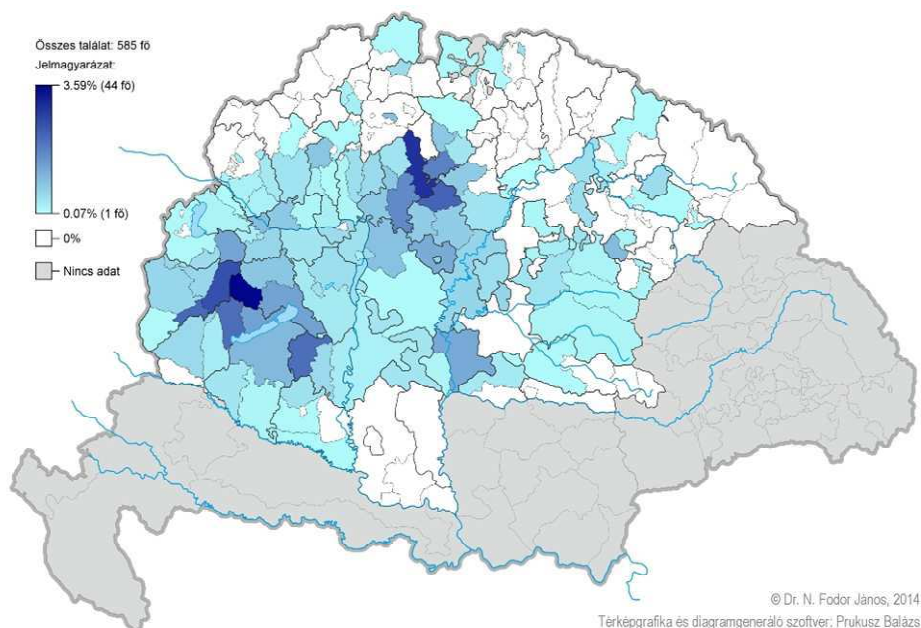 Összes találat: 585 fő
Jelmagyarázat:
3.59% (44 fő)
0.07% (1 fő)
0%
Nincs adat
© Dr. N. Fodor János, 2014
Térképgrafika és diagramgeneráló szoftver: Prukusz Balázs